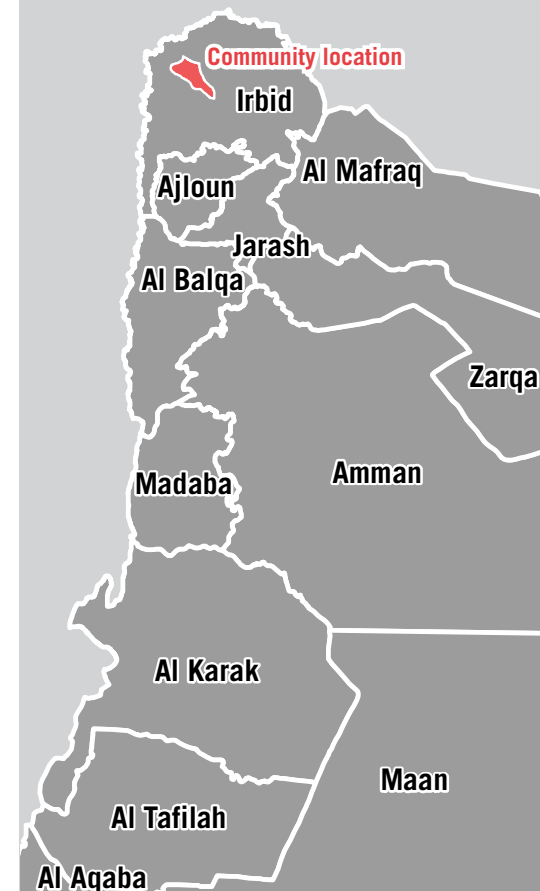 Community location
Irbid
Al Mafraq
Ajloun
Jarash
Al Balqa
Zarqa
Amman
Madaba
Al Karak
Maan
Al Tafilah
Al Aqaba